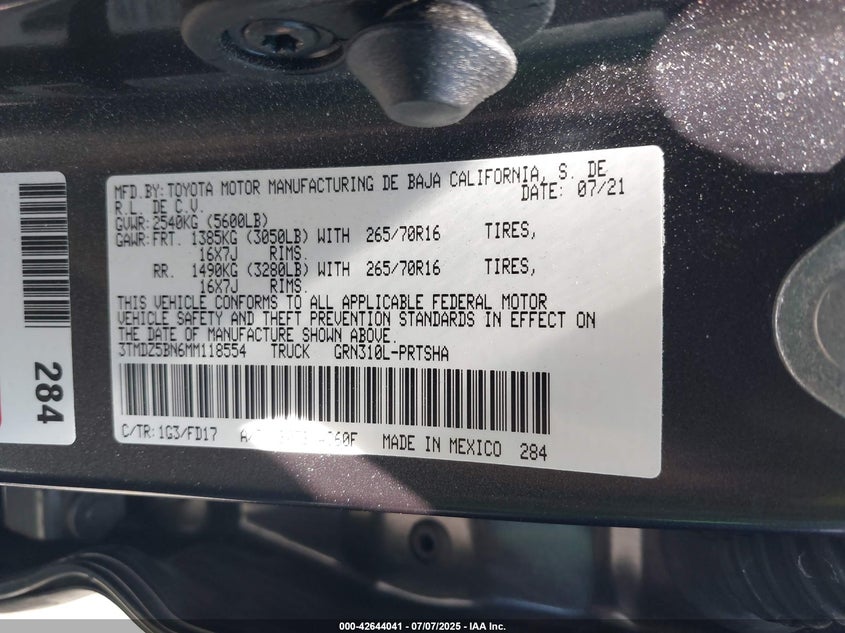 MFD.BY:TOYOTA MOTOR MANUFACTURING DE BAJA CALIFORNIA, S. DE
R.L. DE C.V. DATE: 07/21
GVWR:2540KG (5600LB)
GAWR:FRT. 1385KG (3050LB) WITH 265/70R16 TIRES,
16X7J RIMS.
RR. 1490KG (3280LB) WITH 265/70R16 TIRES,
16X7J RIMS.
THIS VEHICLE CONFORMS TO ALL APPLICABLE FEDERAL MOTOR
VEHICLE SAFETY AND THEFT PREVENTION STANDARDS IN EFFECT ON
THE DATE OF MANUFACTURE SHOWN ABOVE.
3TMDZ5BN6MM118554 TRUCK GRN310L-PRTSHA
C/TR:1G3/FD17 MADE IN MEXICO 284
284
000-42644041 - 07/07/2025 - IAA Inc.